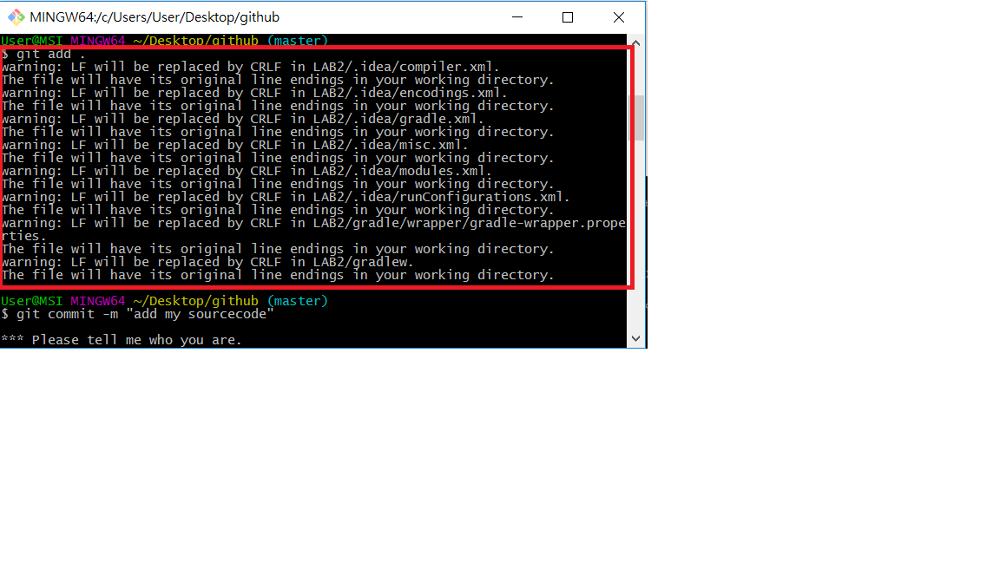 MINGW64:/c/Users/User/Desktop/github
User@MSI MINGW64 ~/Desktop/github (master)
$ git add .
warning: LF will be replaced by CRLF in LAB2/.idea/compiler.xml.
The file will have its original line endings in your working directory.
warning: LF will be replaced by CRLF in LAB2/.idea/encodings.xml.
The file will have its original line endings in your working directory.
warning: LF will be replaced by CRLF in LAB2/.idea/gradle.xml.
The file will have its original line endings in your working directory.
warning: LF will be replaced by CRLF in LAB2/.idea/misc.xml.
The file will have its original line endings in your working directory.
warning: LF will be replaced by CRLF in LAB2/.idea/modules.xml.
The file will have its original line endings in your working directory.
warning: LF will be replaced by CRLF in LAB2/.idea/runConfigurations.xml.
The file will have its original line endings in your working directory.
warning: LF will be replaced by CRLF in LAB2/gradle/wrapper/gradle-wrapper.prope
rties.
The file will have its original line endings in your working directory.
warning: LF will be replaced by CRLF in LAB2/gradlew.
The file will have its original line endings in your working directory.
User@MSI MINGW64 ~/Desktop/github (master)
$ git commit -m "add my sourcecode"
*** Please tell me who you are.